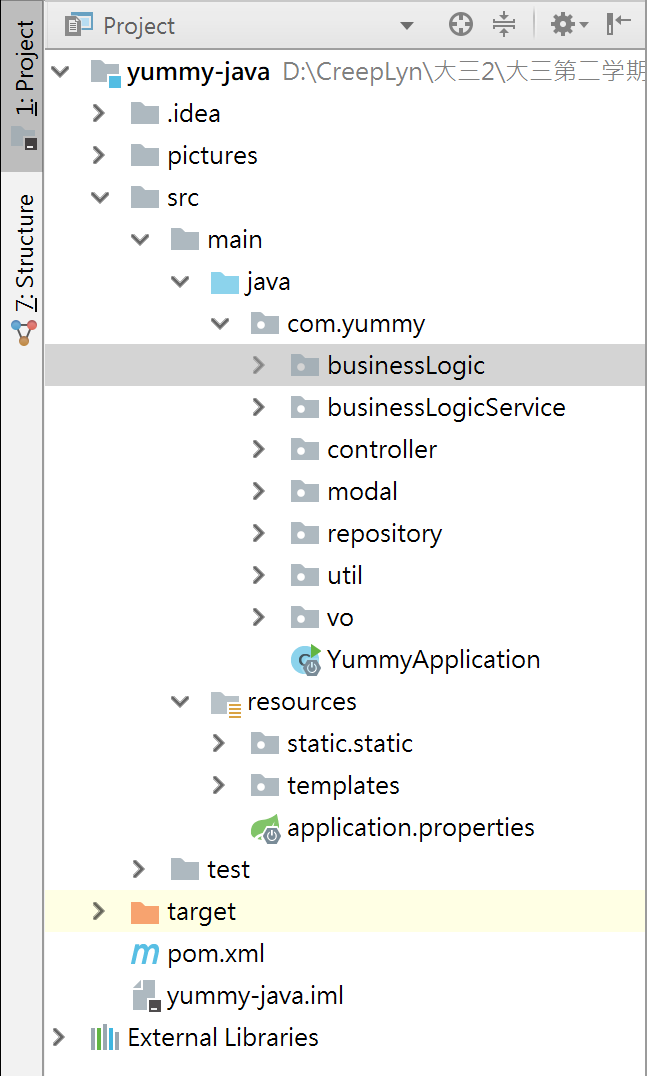 Project
1: Project
7: Structure
yummy-java D:\CreepLyn\大三2\大三第二学期
.idea
pictures
src
main
java
com.yummy
businessLogic
businessLogicService
controller
modal
repository
util
vo
YummyApplication
resources
static.static
templates
application.properties
test
target
pom.xml
yummy-java.iml
External Libraries